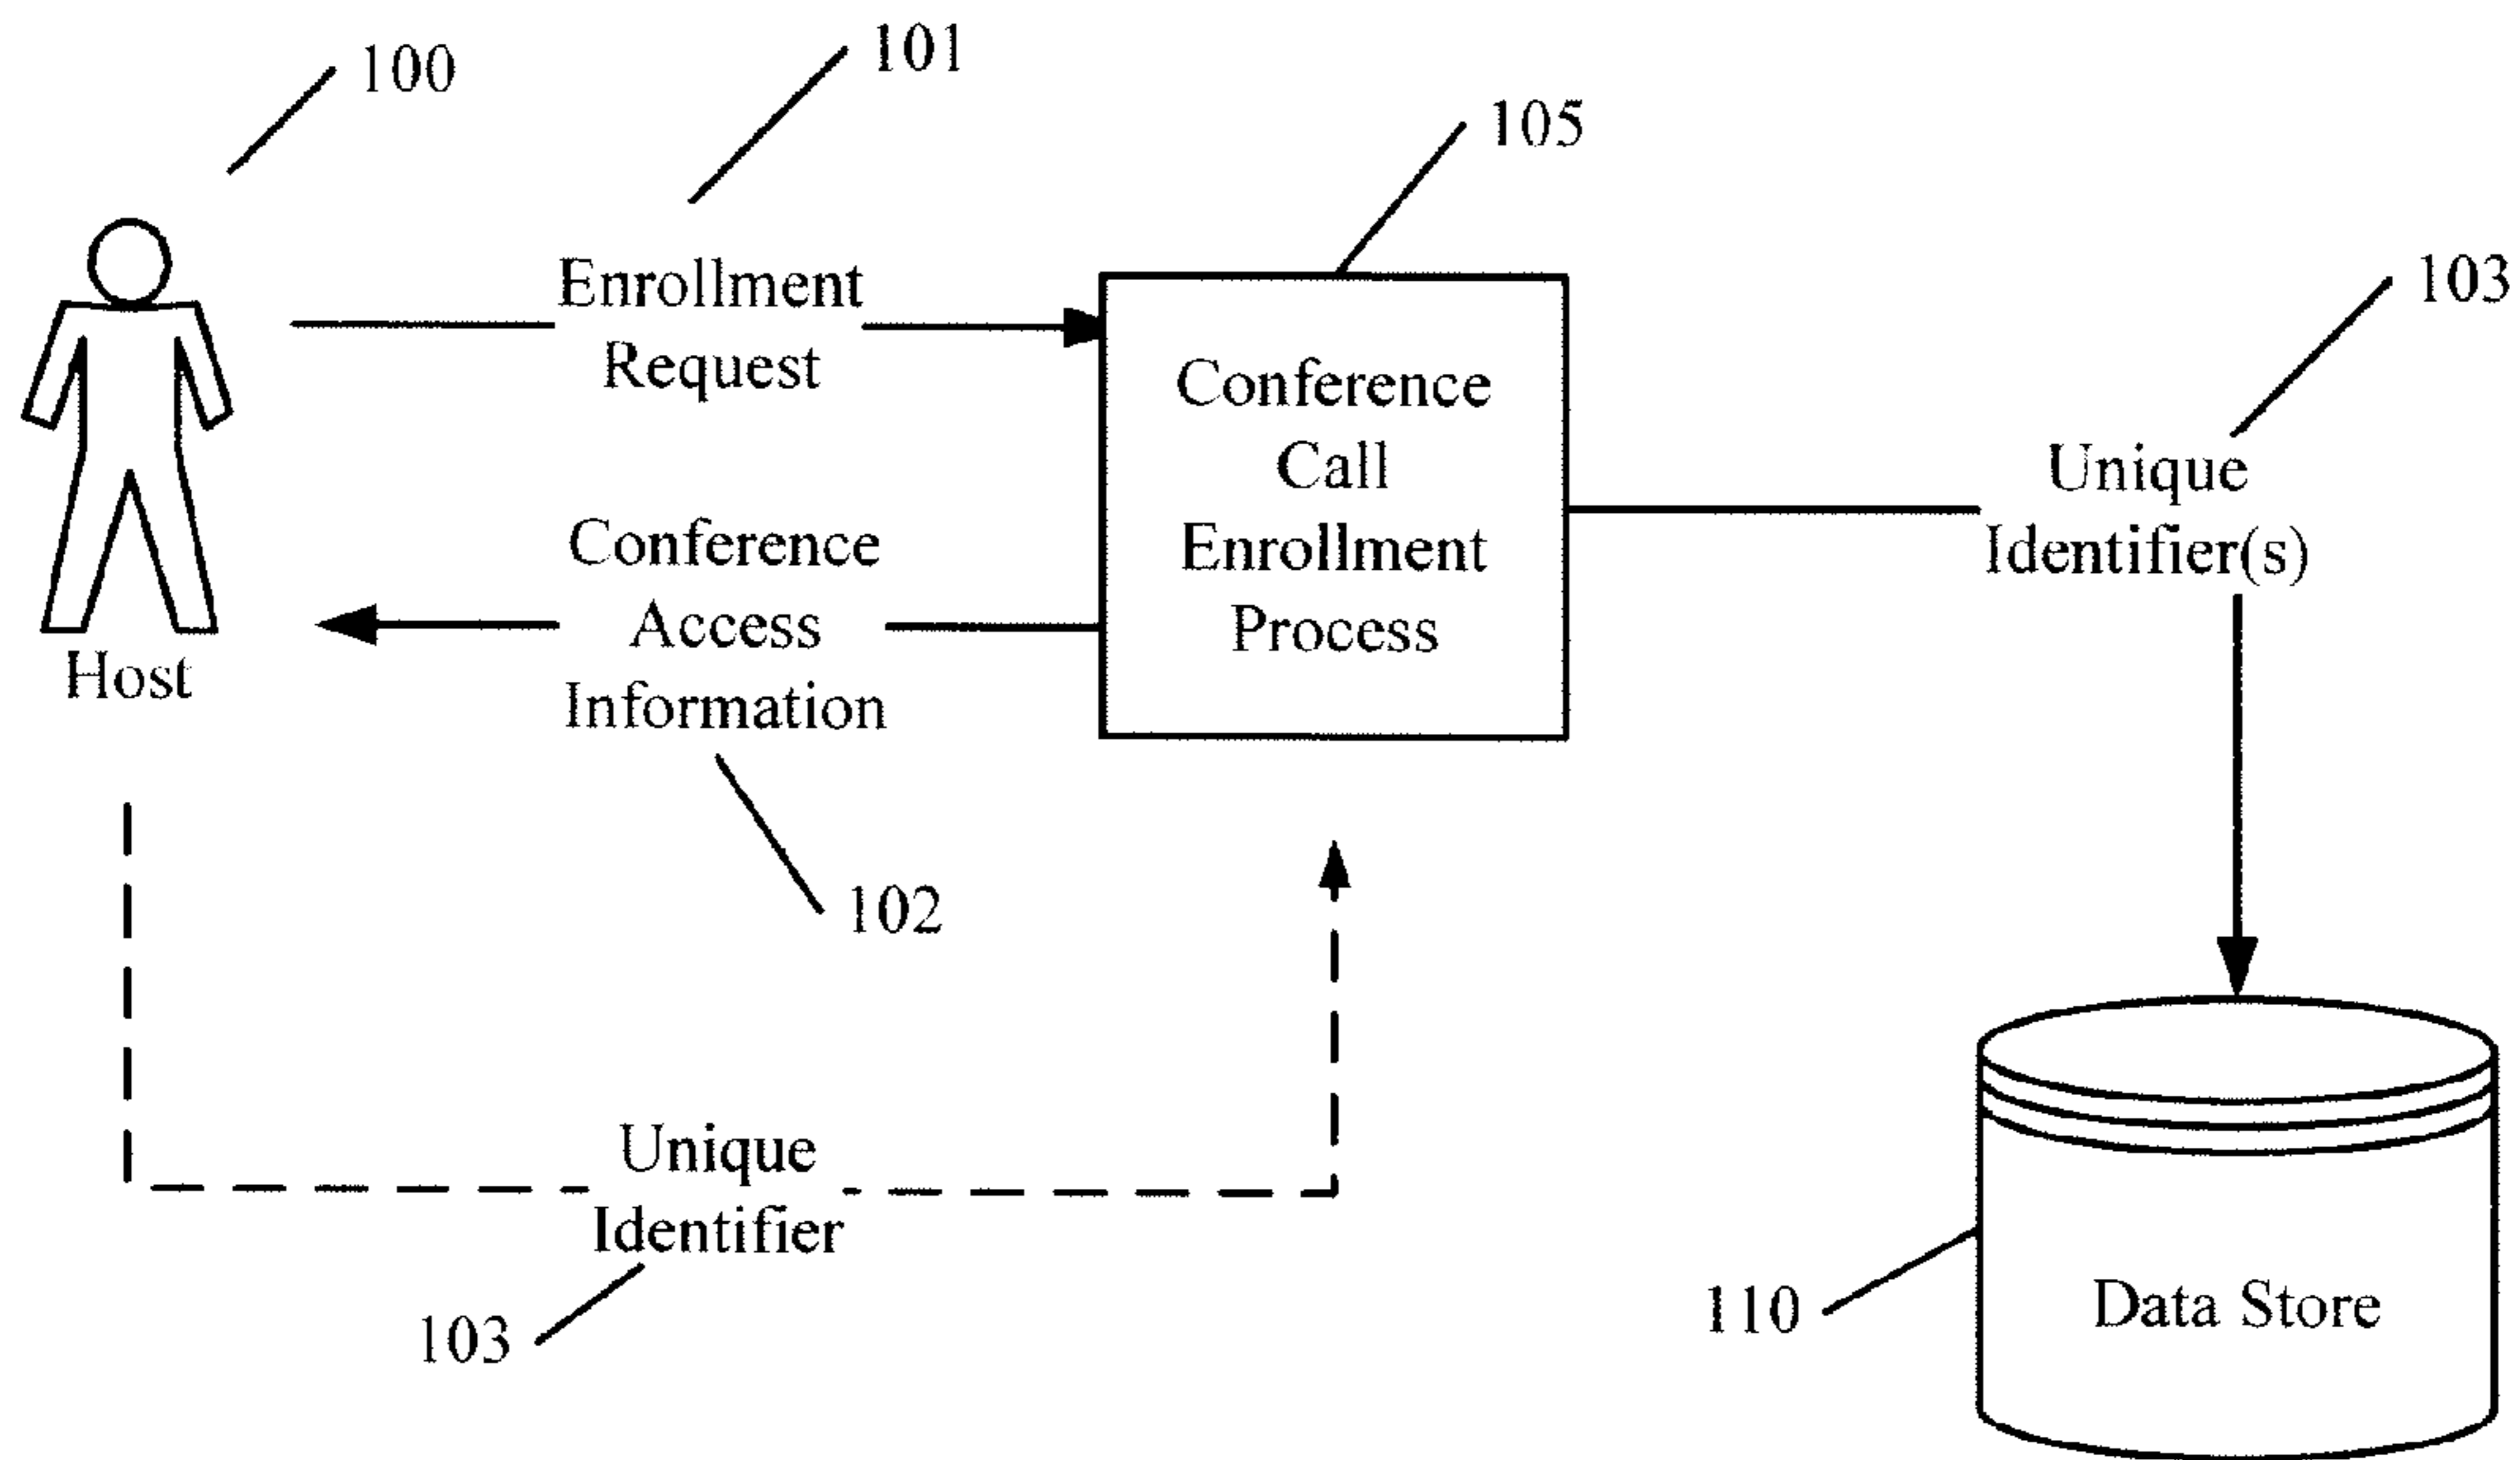 100
101
105
103
Enrollment
Request
Conference
Call
Enrollment
Process
Unique
Identifier(s)
Conference
Access
Information
Host
102
Unique
Identifier
103
110
Data Store